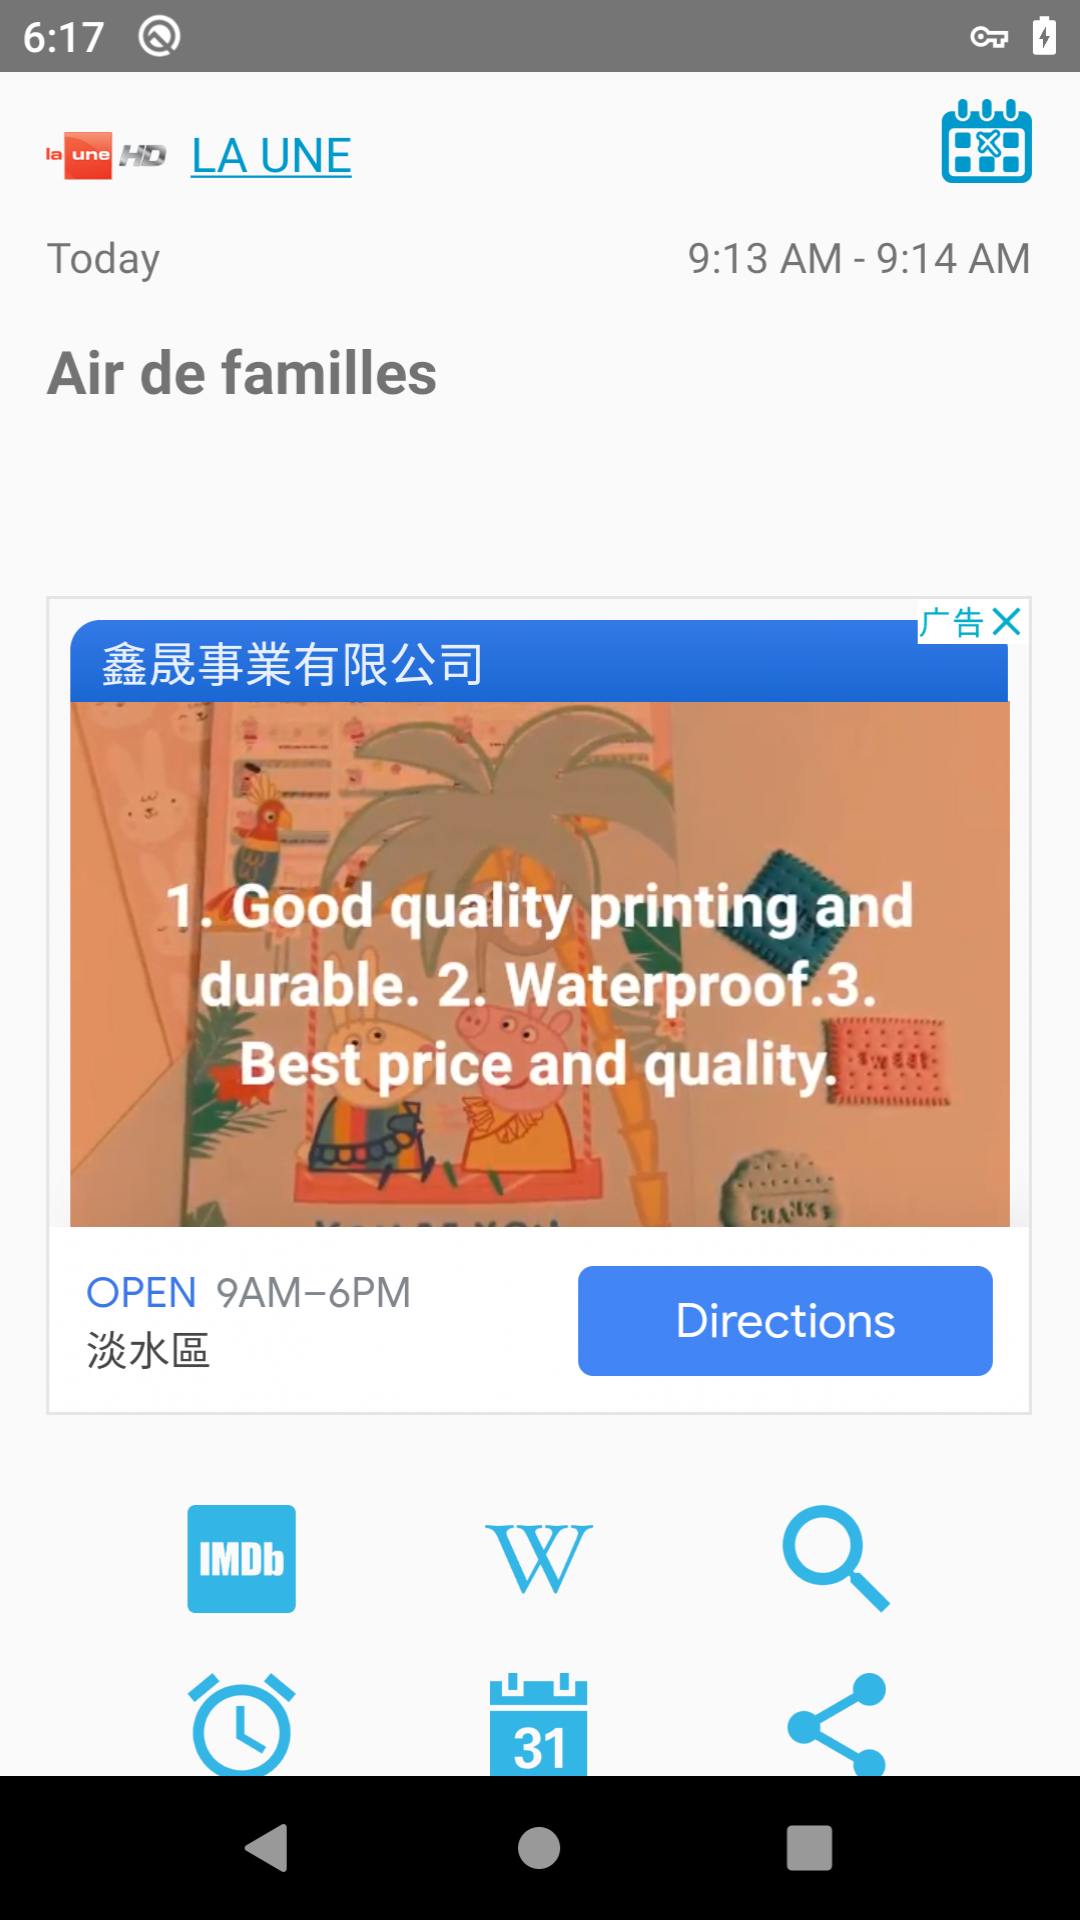 6:17
la une HD LA UNE
Today 9:13 AM - 9:14 AM
Air de familles
广告
鑫晟事業有限公司
1. Good quality printing and
durable. 2. Waterproof.3.
Best price and quality.
sweet
THANKS
OPEN 9AM–6PM
淡水區
Directions
IMDb
W
31